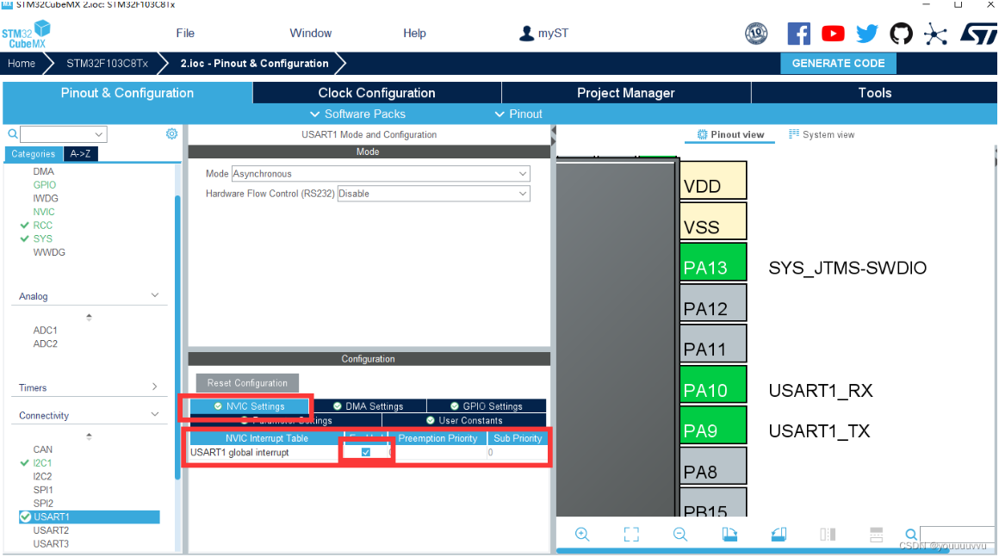 MX STM32CubeMX 2.ioc: STM32F103C8Tx
STM32
CubeMX
File
Window
Help
myST
10
Home
STM32F103C8Tx
2.ioc - Pinout & Configuration
GENERATE CODE
Pinout & Configuration
Clock Configuration
Project Manager
Tools
Software Packs
Pinout
Categories
A->Z
DMA
GPIO
IWDG
NVIC
RCC
SYS
WWDG
Analog
ADC1
ADC2
Timers
Connectivity
CAN
I2C1
I2C2
SPI1
SPI2
USART1
USART2
USART3
USART1 Mode and Configuration
Mode
Mode Asynchronous
Hardware Flow Control (RS232) Disable
Configuration
Reset Configuration
NVIC Settings
DMA Settings
GPIO Settings
Parameter Settings
User Constants
NVIC Interrupt Table
Enabled
Preemption Priority
Sub Priority
USART1 global interrupt
0
0
Pinout view
System view
VDD
VSS
PA13
SYS_JTMS-SWDIO
PA12
PA11
PA10
USART1_RX
PA9
USART1_TX
PA8
PB15